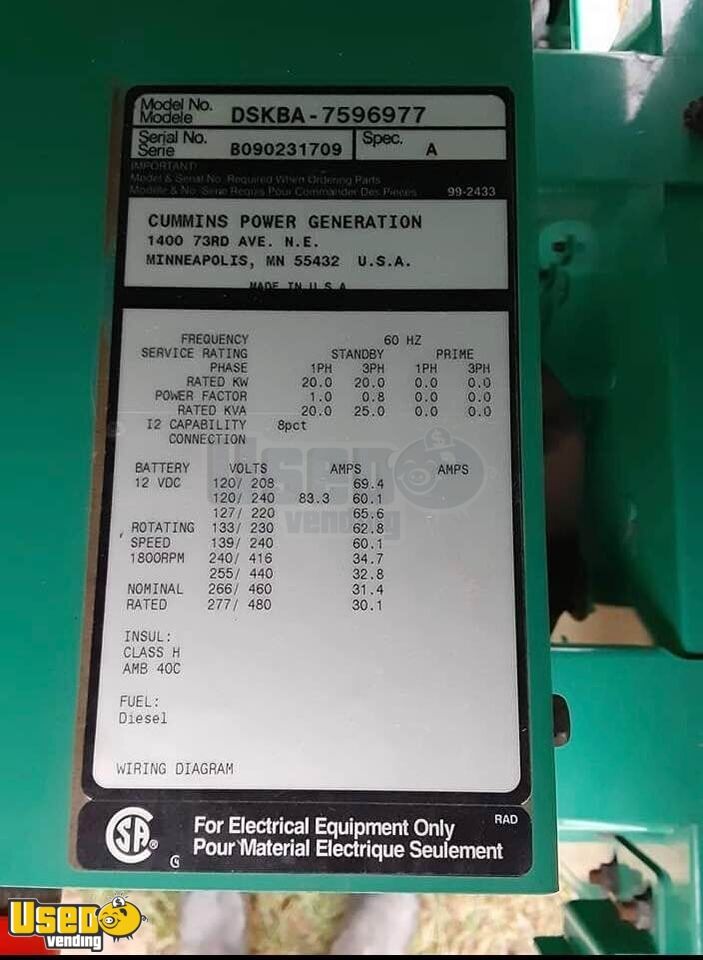 Model No.
Modele
DSKBA-7596977
Serial No.
Serie
B090231709
Spec.
A
IMPORTANT!
Model & Serial No. Required When Ordering Parts
Modèle & No. Serie Requis Pour Commander Des Pieces
99-2433
CUMMINS POWER GENERATION
1400 73RD AVE. N.E.
MINNEAPOLIS, MN 55432 U.S.A.
MADE IN U.S.A
FREQUENCY 60 HZ
SERVICE RATING STANDBY PRIME
PHASE 1PH 3PH 1PH 3PH
RATED KW 20.0 20.0 0.0 0.0
POWER FACTOR 1.0 0.8 0.0 0.0
RATED KVA 20.0 25.0 0.0 0.0
I2 CAPABILITY 8pct
CONNECTION
BATTERY VOLTS AMPS AMPS
12 VDC 120/ 208 69.4
120/ 240 83.3 60.1
127/ 220 65.6
ROTATING 133/ 230 62.8
SPEED 139/ 240 60.1
1800RPM 240/ 416 34.7
255/ 440 32.8
NOMINAL 266/ 460 31.4
RATED 277/ 480 30.1
INSUL:
CLASS H
AMB 40C
FUEL:
Diesel
WIRING DIAGRAM
RAD
SA ®
For Electrical Equipment Only
Pour Material Electrique Seulement
Used vending
USED
vending